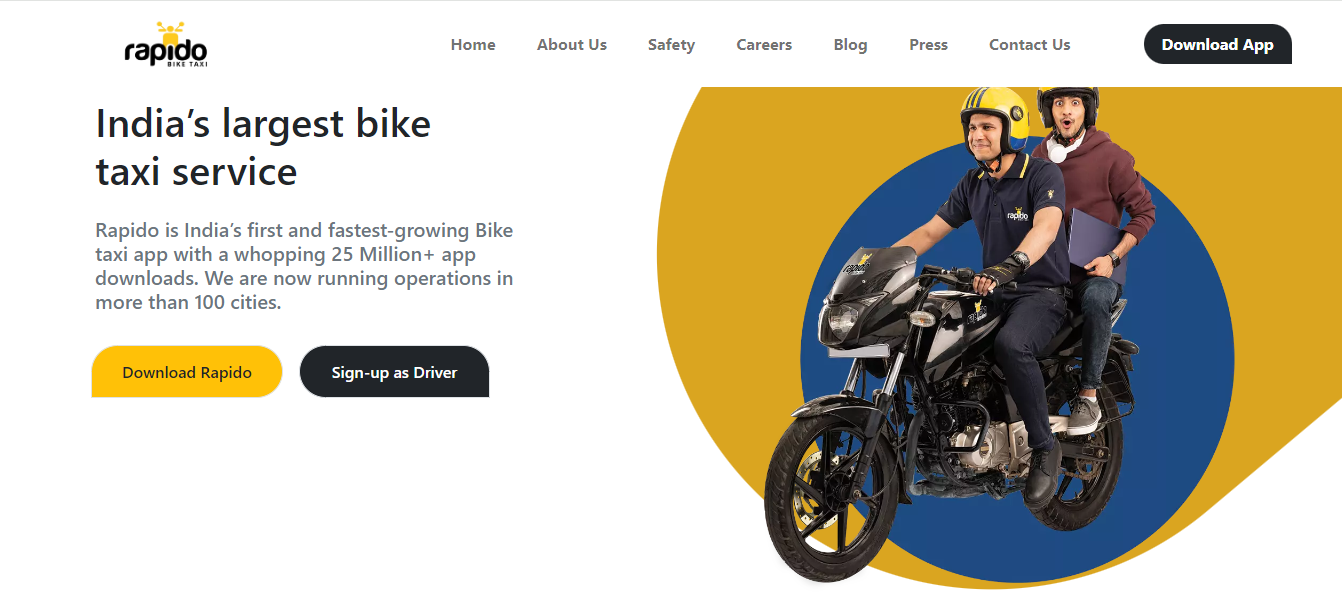 rapido
BIKE TAXI
Home
About Us
Safety
Careers
Blog
Press
Contact Us
Download App
India’s largest bike
taxi service
Rapido is India’s first and fastest-growing Bike
taxi app with a whopping 25 Million+ app
downloads. We are now running operations in
more than 100 cities.
Download Rapido
Sign-up as Driver
rapido
rapido